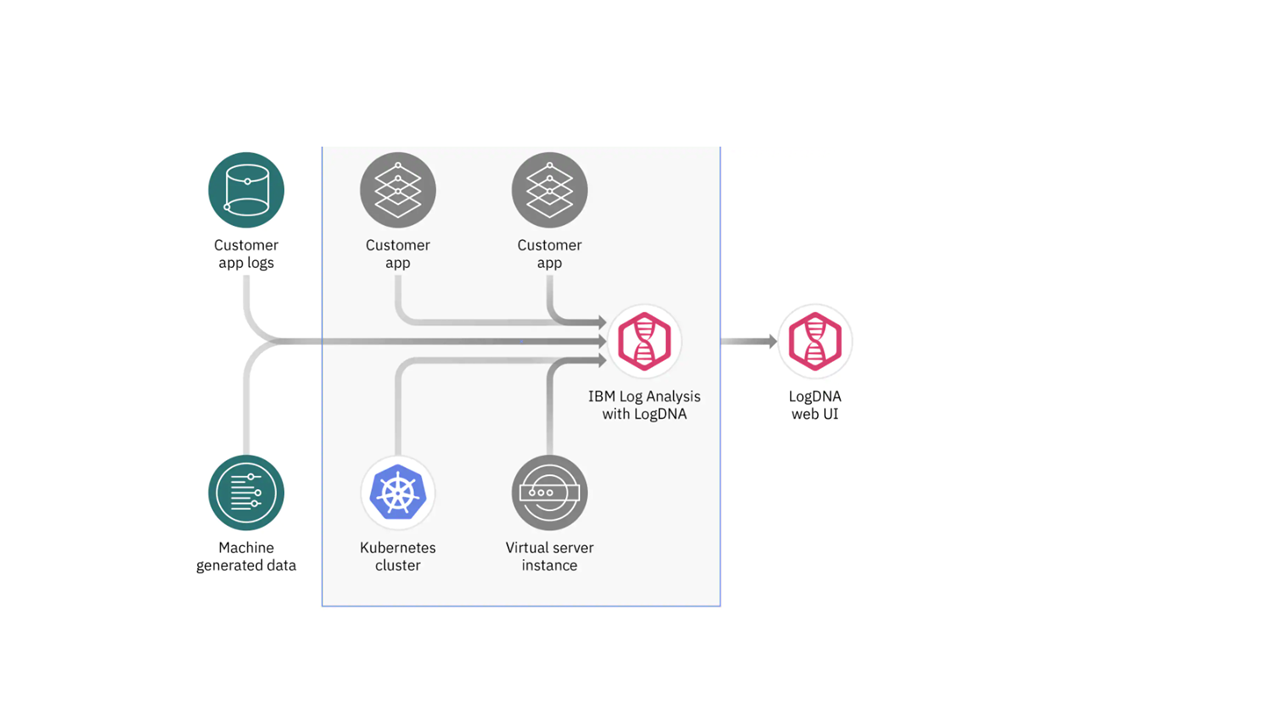 Customer
app logs
Customer
app
Customer
app
IBM Log Analysis
with LogDNA
LogDNA
web UI
Machine
generated data
Kubernetes
cluster
Virtual server
instance